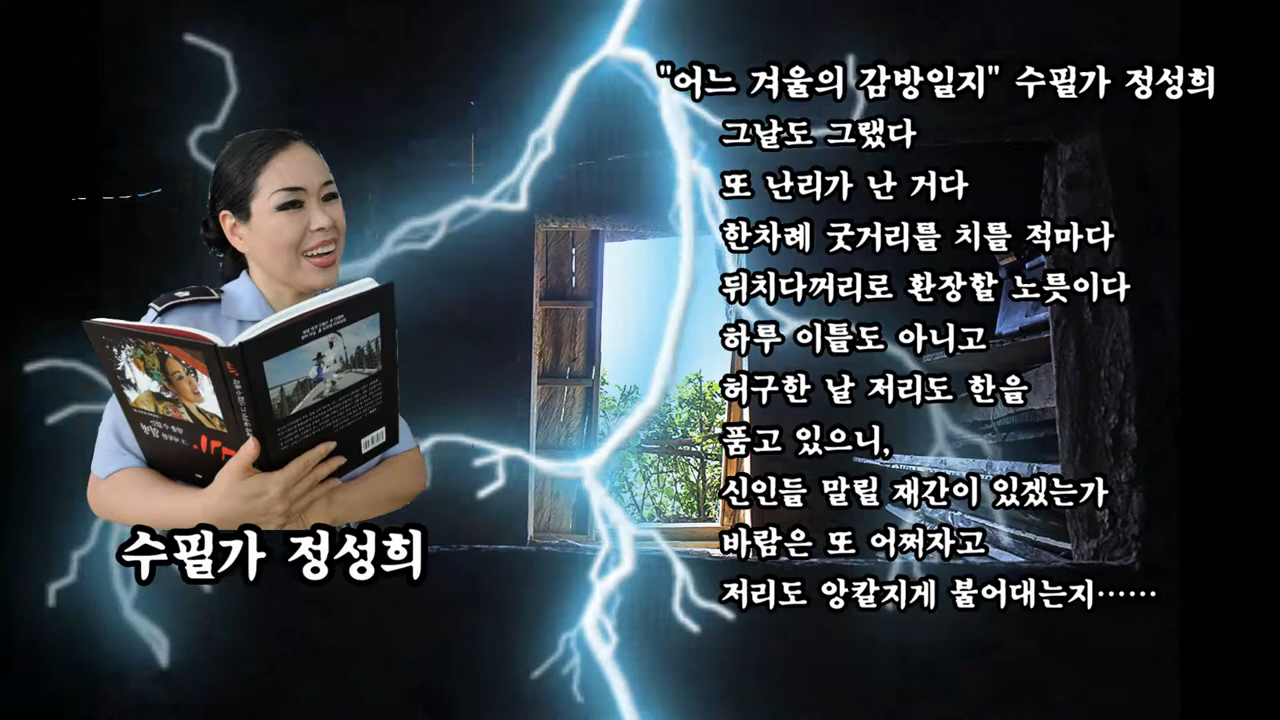 "어느 겨울의 감방일지" 수필가 정성희
그날도 그랬다
또 난리가 난 거다
한차례 굿거리를 치를 적마다
뒤치다꺼리로 환장할 노릇이다
하루 이틀도 아니고
허구한 날 저리도 한을
품고 있으니,
신인들 말릴 재간이 있겠는가
바람은 또 어쩌자고
저리도 앙칼지게 불어대는지……
수필가 정성희